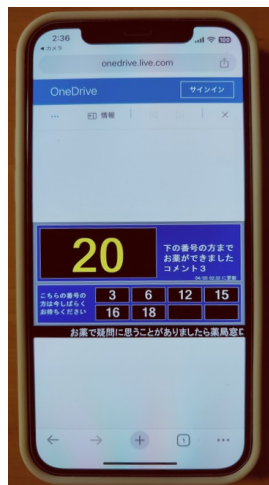 2:36
100
◀ カメラ
onedrive.live.com
OneDrive
サインイン
情報
20
下の番号の方まで
お薬ができました
コメント3
こちらの番号の
方は今しばらく
お待ちください
3 6 12 15
16 18
お薬で疑問に思うことがありましたら薬局窓口
1